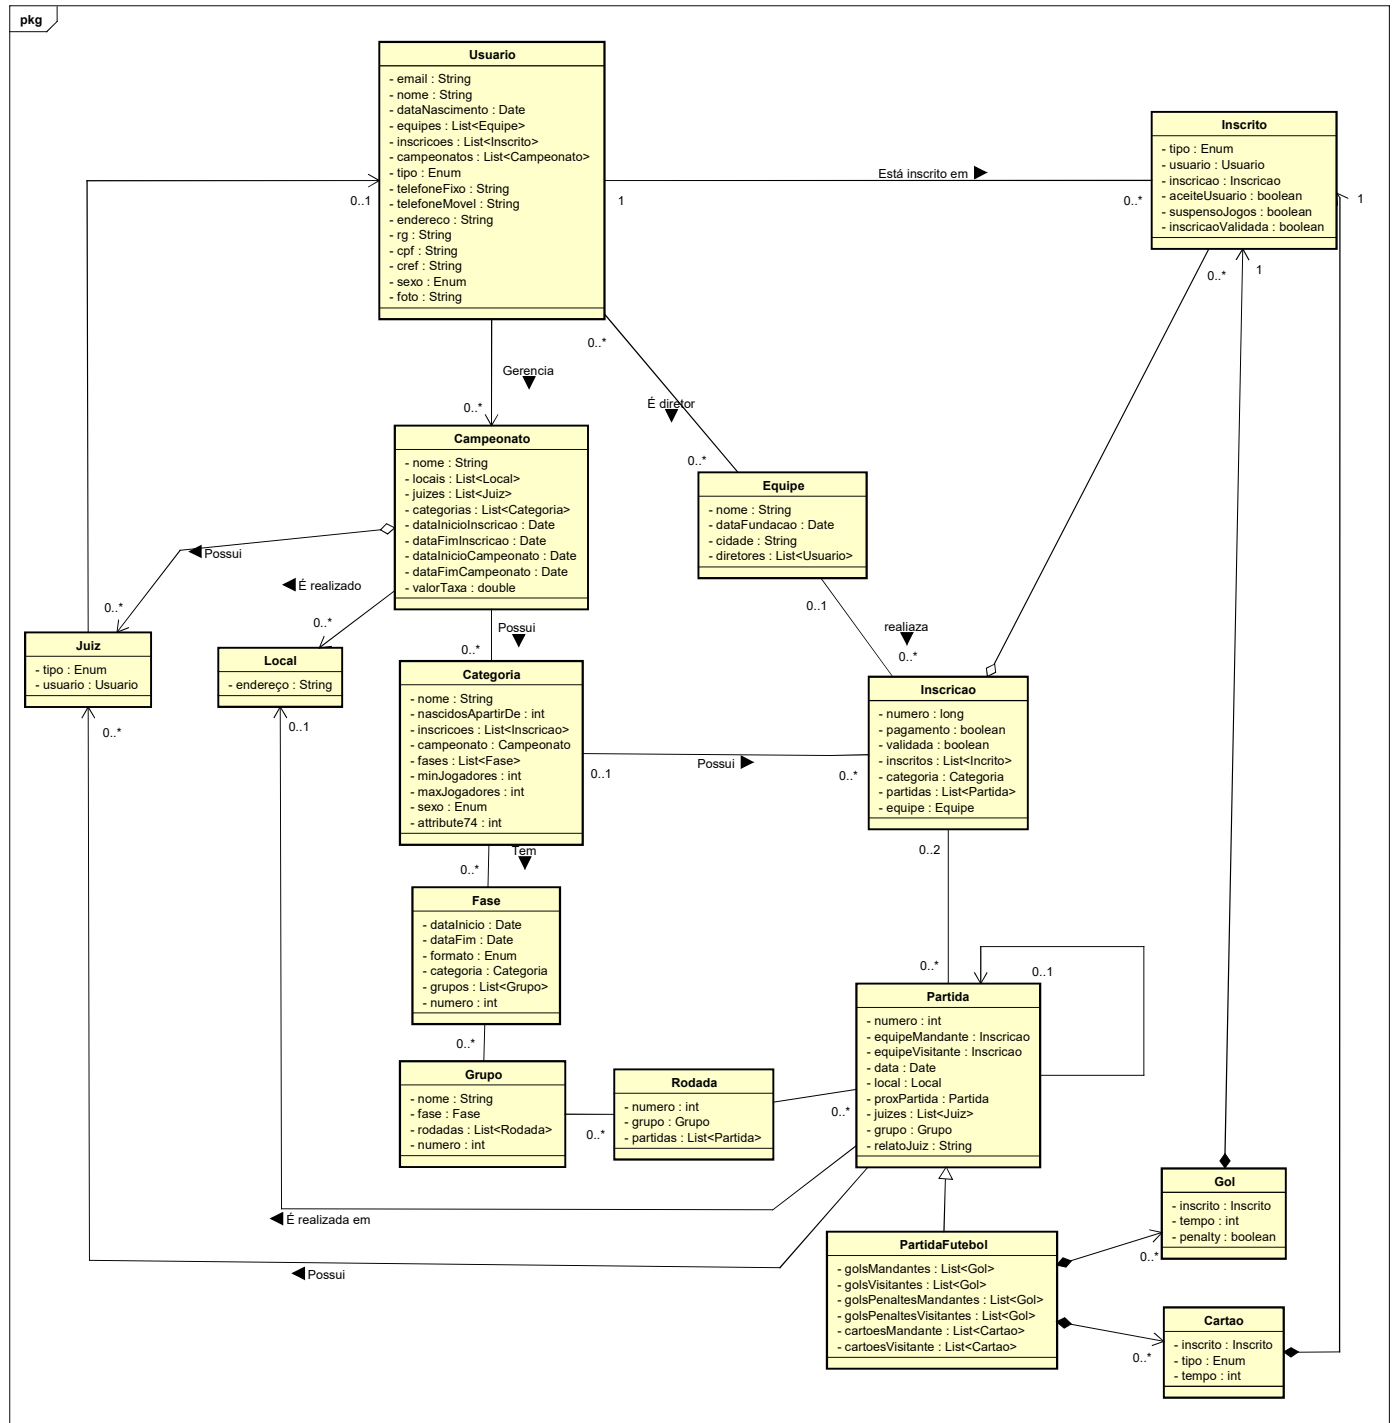 pkg
Usuario
- email : String
- nome : String
- dataNascimento : Date
- equipes : List<Equipe>
- inscricoes : List<Inscrito>
- campeonatos : List<Campeonato>
- tipo : Enum
- telefoneFixo : String
- telefoneMovel : String
- endereco : String
- rg : String
- cpf : String
- cref : String
- sexo : Enum
- foto : String
Inscrito
- tipo : Enum
- usuario : Usuario
- inscricao : Inscricao
- aceiteUsuario : boolean
- suspensoJogos : boolean
- inscricaoValidada : boolean
Está inscrito em
0..1
1
0..*
1
0..*
1
0..*
Gerencia
0..*
É diretor
0..*
Campeonato
- nome : String
- locais : List<Local>
- juizes : List<Juiz>
- categorias : List<Categoria>
- dataInicioInscricao : Date
- dataFimInscricao : Date
- dataInicioCampeonato : Date
- dataFimCampeonato : Date
- valorTaxa : double
Equipe
- nome : String
- dataFundacao : Date
- cidade : String
- diretores : List<Usuario>
Possui
É realizado
0..*
0..*
Possui
0..*
0..1
realiaza
0..*
Juiz
- tipo : Enum
- usuario : Usuario
Local
- endereço : String
0..*
0..1
Categoria
- nome : String
- nascidosApartirDe : int
- inscricoes : List<Inscricao>
- campeonato : Campeonato
- fases : List<Fase>
- minJogadores : int
- maxJogadores : int
- sexo : Enum
- attribute74 : int
0..1
Possui
0..*
Inscricao
- numero : long
- pagamento : boolean
- validada : boolean
- inscritos : List<Incrito>
- categoria : Categoria
- partidas : List<Partida>
- equipe : Equipe
Tem
0..*
0..2
Fase
- dataInicio : Date
- dataFim : Date
- formato : Enum
- categoria : Categoria
- grupos : List<Grupo>
- numero : int
0..*
0..1
0..*
Partida
- numero : int
- equipeMandante : Inscricao
- equipeVisitante : Inscricao
- data : Date
- local : Local
- proxPartida : Partida
- juizes : List<Juiz>
- grupo : Grupo
- relatoJuiz : String
Grupo
- nome : String
- fase : Fase
- rodadas : List<Rodada>
- numero : int
0..*
Rodada
- numero : int
- grupo : Grupo
- partidas : List<Partida>
0..*
É realizada em
Possui
Gol
- inscrito : Inscrito
- tempo : int
- penalty : boolean
PartidaFutebol
- golsMandantes : List<Gol>
- golsVisitantes : List<Gol>
- golsPenaltesMandantes : List<Gol>
- golsPenaltesVisitantes : List<Gol>
- cartoesMandante : List<Cartao>
- cartoesVisitante : List<Cartao>
0..*
0..*
Cartao
- inscrito : Inscrito
- tipo : Enum
- tempo : int